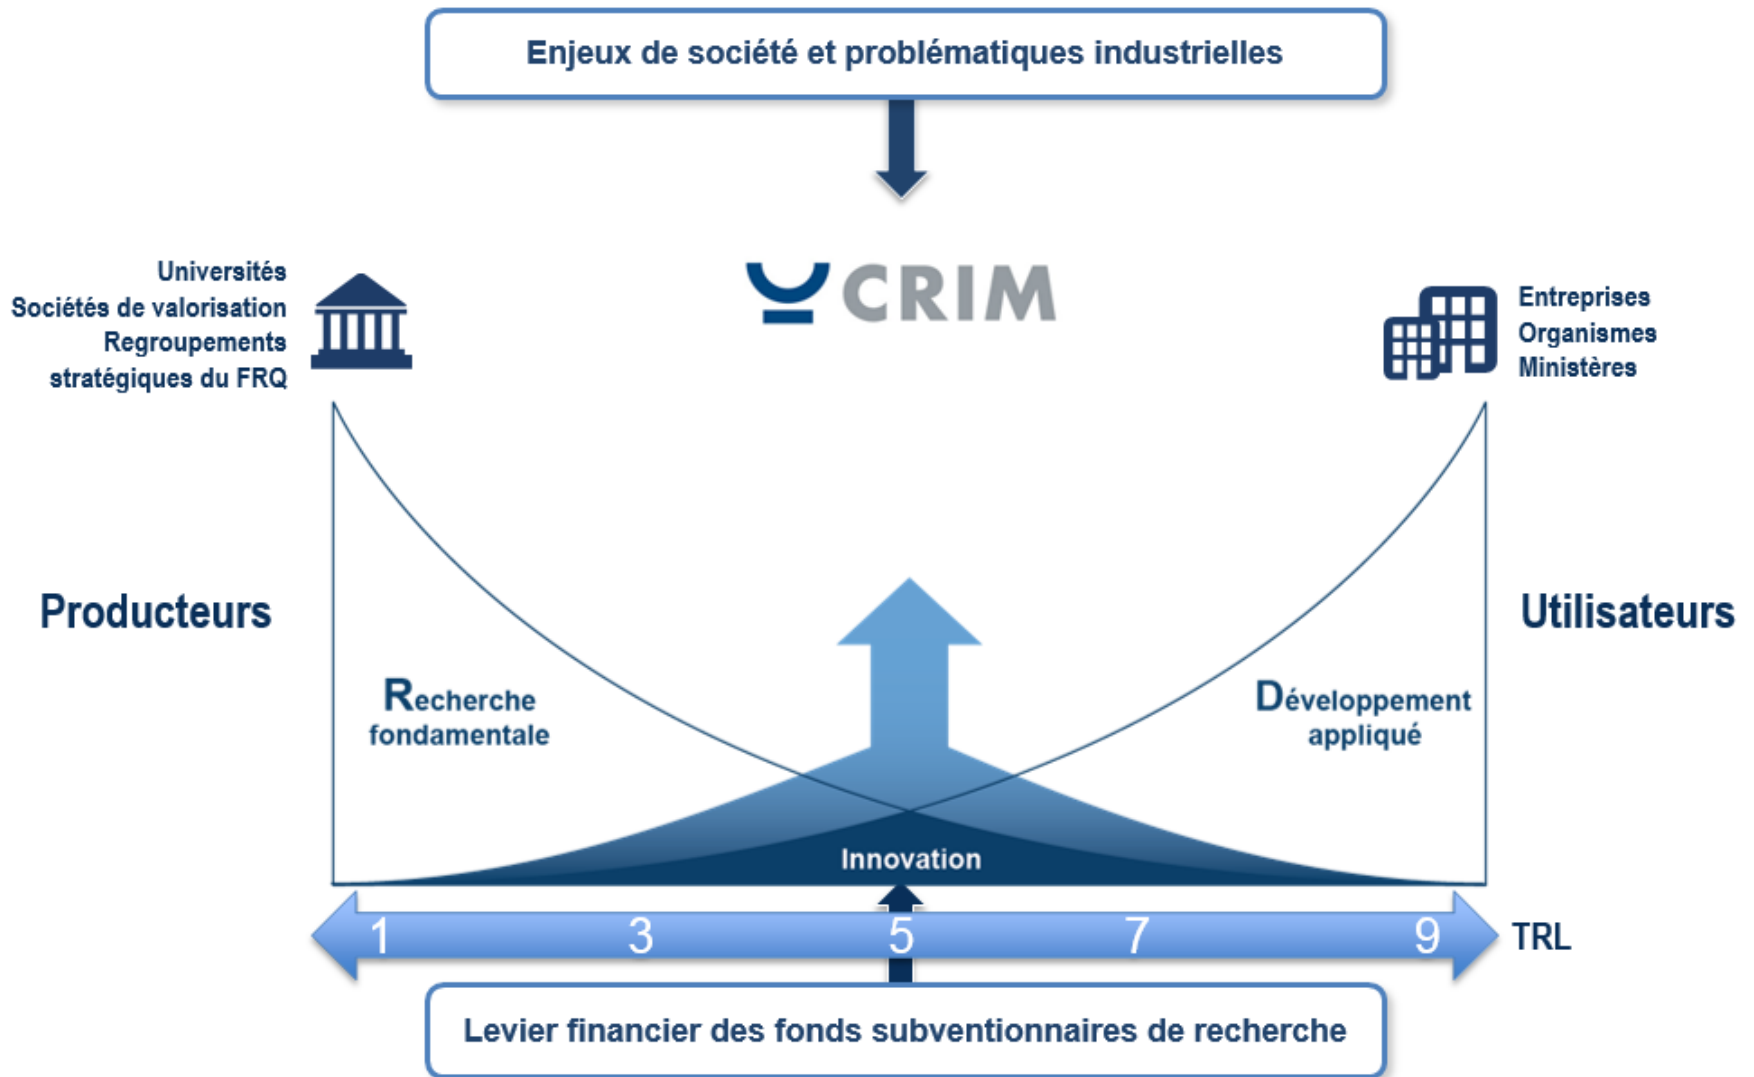 Enjeux de société et problématiques industrielles
CRIM
Universités
Sociétés de valorisation
Regroupements
stratégiques du FRQ
Entreprises
Organismes
Ministères
Producteurs
Utilisateurs
Recherche
fondamentale
Développement
appliqué
Innovation
1 3 5 7 9 TRL
Levier financier des fonds subventionnaires de recherche